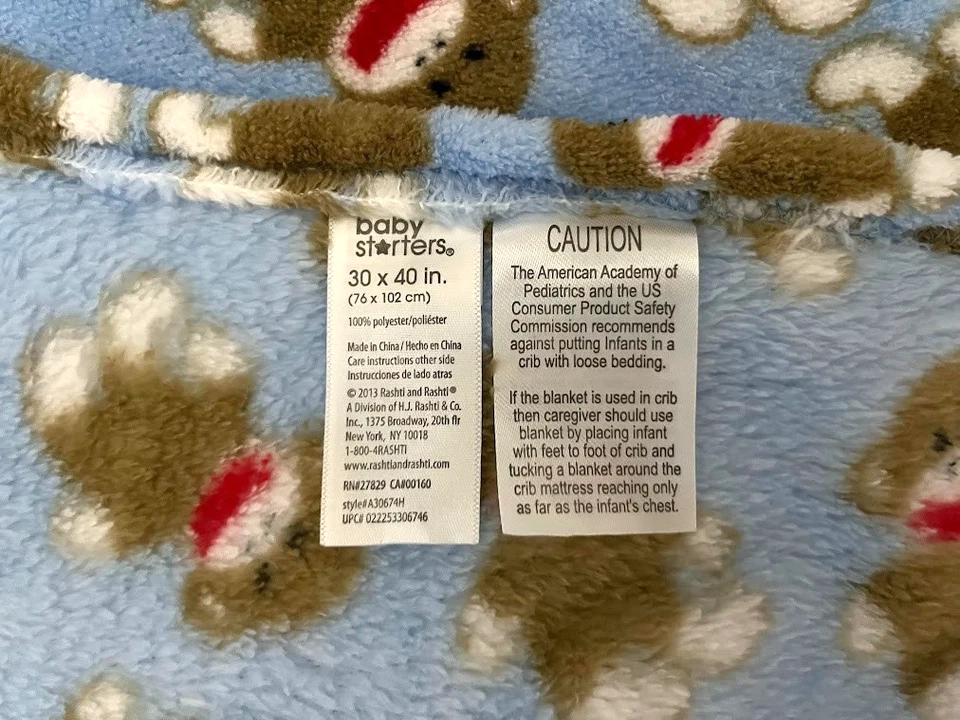 baby
st★rters®
30 x 40 in.
(76 x 102 cm)
100% polyester/poliéster
Made in China/ Hecho en China
Care instructions other side
Instrucciones de lado atras
© 2013 Rashti and Rashti®
A Division of H.J. Rashti & Co.
Inc., 1375 Broadway, 20th flr
New York, NY 10018
1-800-4RASHTI
www.rashtiandrashti.com
RN#27829 CA#00160
style#A30674H
UPC# 022253306746
CAUTION
The American Academy of
Pediatrics and the US
Consumer Product Safety
Commission recommends
against putting Infants in a
crib with loose bedding.
If the blanket is used in crib
then caregiver should use
blanket by placing infant
with feet to foot of crib and
tucking a blanket around the
crib mattress reaching only
as far as the infant's chest.